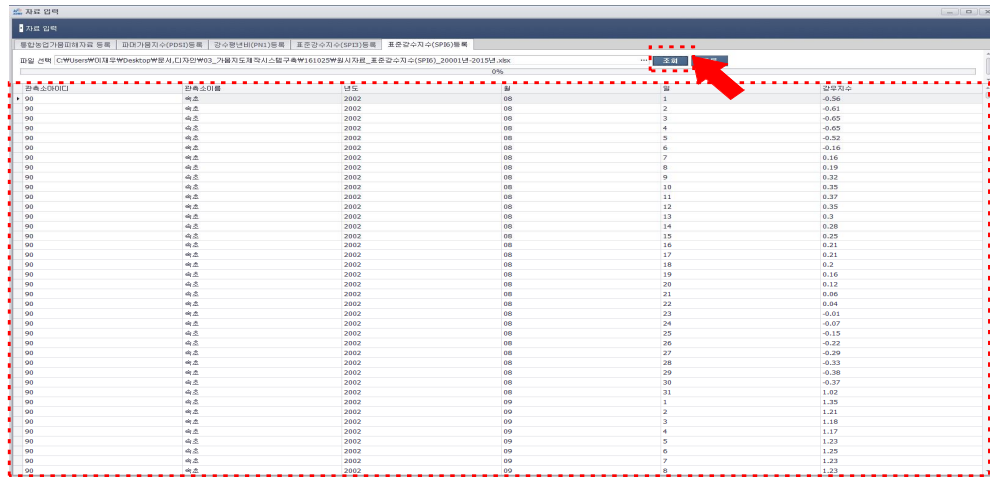 자료 입력
자료 입력
통합농업가뭄피해자료 등록 파머가뭄지수(PDSI)등록 강수평년비(PN1)등록 표준강수지수(SPI3)등록 표준강수지수(SPI6)등록
파일 선택 C:₩Users₩이재우₩Desktop₩문서,디자인₩03_가뭄지도제작시스템구축₩161025₩원시자료_표준강수지수(SPI6)_20001년-2015년.xlsx ... 조회
0%
관측소아이디 관측소이름 년도 월 일 강우지수
90 속초 2002 08 1 -0.56
90 속초 2002 08 2 -0.61
90 속초 2002 08 3 -0.65
90 속초 2002 08 4 -0.65
90 속초 2002 08 5 -0.52
90 속초 2002 08 6 -0.16
90 속초 2002 08 7 0.16
90 속초 2002 08 8 0.19
90 속초 2002 08 9 0.32
90 속초 2002 08 10 0.35
90 속초 2002 08 11 0.37
90 속초 2002 08 12 0.35
90 속초 2002 08 13 0.3
90 속초 2002 08 14 0.28
90 속초 2002 08 15 0.25
90 속초 2002 08 16 0.21
90 속초 2002 08 17 0.21
90 속초 2002 08 18 0.2
90 속초 2002 08 19 0.16
90 속초 2002 08 20 0.12
90 속초 2002 08 21 0.06
90 속초 2002 08 22 0.04
90 속초 2002 08 23 -0.01
90 속초 2002 08 24 -0.07
90 속초 2002 08 25 -0.15
90 속초 2002 08 26 -0.22
90 속초 2002 08 27 -0.29
90 속초 2002 08 28 -0.33
90 속초 2002 08 29 -0.38
90 속초 2002 08 30 -0.37
90 속초 2002 08 31 1.02
90 속초 2002 09 1 1.35
90 속초 2002 09 2 1.21
90 속초 2002 09 3 1.18
90 속초 2002 09 4 1.17
90 속초 2002 09 5 1.23
90 속초 2002 09 6 1.25
90 속초 2002 09 7 1.23
90 속초 2002 09 8 1.23